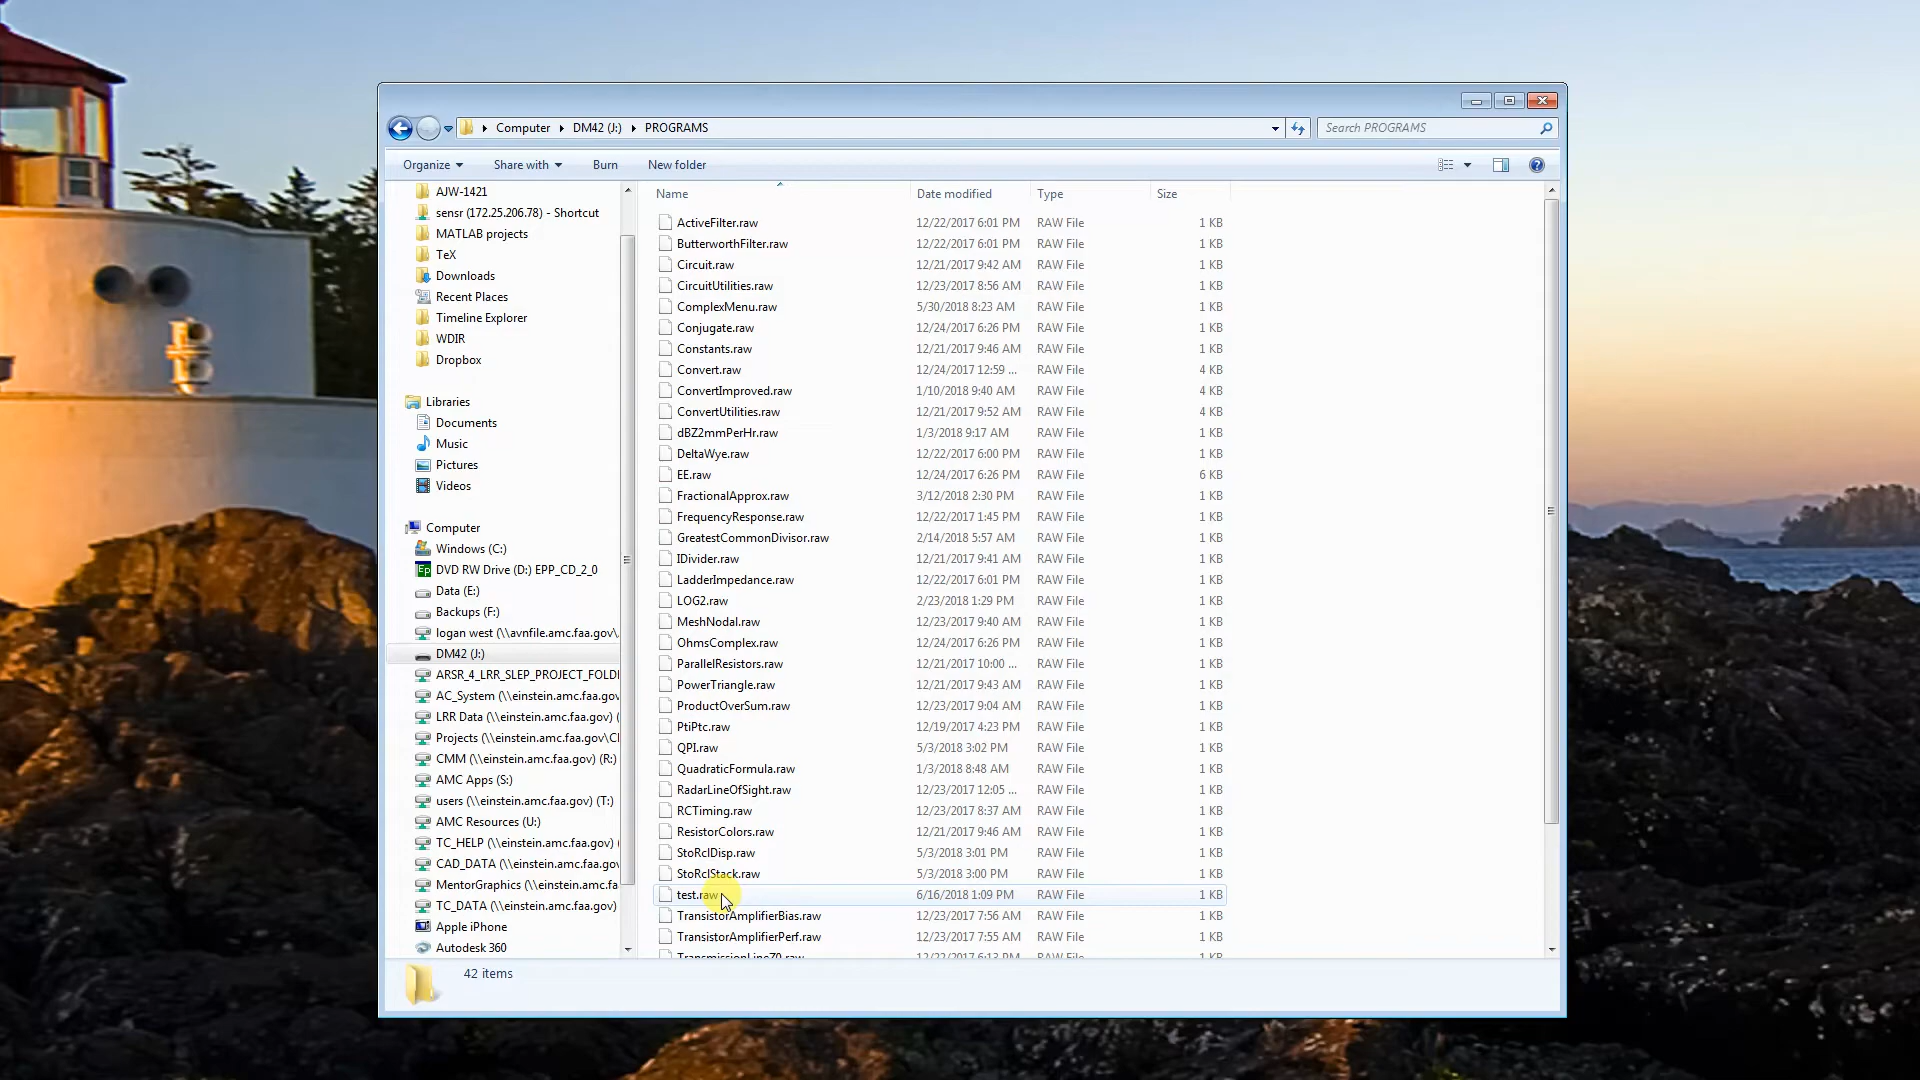 Computer DM42 (J:) PROGRAMS Search PROGRAMS
Organize Share with Burn New folder
AJW-1421
sensr (172.25.206.78) - Shortcut
MATLAB projects
TeX
Downloads
Recent Places
Timeline Explorer
WDIR
Dropbox
Libraries
Documents
Music
Pictures
Videos
Computer
Windows (C:)
DVD RW Drive (D:) EPP_CD_2_0
Data (E:)
Backups (F:)
logan west (\\avnfile.amc.faa.gov\
DM42 (J:)
ARSR_4_LRR_SLEP_PROJECT_FOLD
AC_System (\\einstein.amc.faa.gov
LRR Data (\\einstein.amc.faa.gov) (
Projects (\\einstein.amc.faa.gov\C
CMM (\\einstein.amc.faa.gov) (R:)
AMC Apps (S:)
users (\\einstein.amc.faa.gov) (T:)
AMC Resources (U:)
TC_HELP (\\einstein.amc.faa.gov) (
CAD_DATA (\\einstein.amc.faa.gov
MentorGraphics (\\einstein.amc.fa
TC_DATA (\\einstein.amc.faa.gov) (
Apple iPhone
Autodesk 360
Name Date modified Type Size
ActiveFilter.raw 12/22/2017 6:01 PM RAW File 1 KB
ButterworthFilter.raw 12/22/2017 6:01 PM RAW File 1 KB
Circuit.raw 12/21/2017 9:42 AM RAW File 1 KB
CircuitUtilities.raw 12/23/2017 8:56 AM RAW File 1 KB
ComplexMenu.raw 5/30/2018 8:23 AM RAW File 1 KB
Conjugate.raw 12/24/2017 6:26 PM RAW File 1 KB
Constants.raw 12/21/2017 9:46 AM RAW File 1 KB
Convert.raw 12/24/2017 12:59 ... RAW File 4 KB
ConvertImproved.raw 1/10/2018 9:40 AM RAW File 4 KB
ConvertUtilities.raw 12/21/2017 9:52 AM RAW File 4 KB
dBZ2mmPerHr.raw 1/3/2018 9:17 AM RAW File 1 KB
DeltaWye.raw 12/22/2017 6:00 PM RAW File 1 KB
EE.raw 12/24/2017 6:26 PM RAW File 6 KB
FractionalApprox.raw 3/12/2018 2:30 PM RAW File 1 KB
FrequencyResponse.raw 12/22/2017 1:45 PM RAW File 1 KB
GreatestCommonDivisor.raw 2/14/2018 5:57 AM RAW File 1 KB
IDivider.raw 12/21/2017 9:41 AM RAW File 1 KB
LadderImpedance.raw 12/22/2017 6:01 PM RAW File 1 KB
LOG2.raw 2/23/2018 1:29 PM RAW File 1 KB
MeshNodal.raw 12/23/2017 9:40 AM RAW File 1 KB
OhmsComplex.raw 12/24/2017 6:26 PM RAW File 1 KB
ParallelResistors.raw 12/21/2017 10:00 ... RAW File 1 KB
PowerTriangle.raw 12/21/2017 9:43 AM RAW File 1 KB
ProductOverSum.raw 12/23/2017 9:04 AM RAW File 1 KB
PtiPtc.raw 12/19/2017 4:23 PM RAW File 1 KB
QPI.raw 5/3/2018 3:02 PM RAW File 1 KB
QuadraticFormula.raw 1/3/2018 8:48 AM RAW File 1 KB
RadarLineOfSight.raw 12/23/2017 12:05 ... RAW File 1 KB
RCTiming.raw 12/23/2017 8:37 AM RAW File 1 KB
ResistorColors.raw 12/21/2017 9:46 AM RAW File 1 KB
StoRclDisp.raw 5/3/2018 3:01 PM RAW File 1 KB
StoRclStack.raw 5/3/2018 3:00 PM RAW File 1 KB
test.raw 6/16/2018 1:09 PM RAW File 1 KB
TransistorAmplifierBias.raw 12/23/2017 7:56 AM RAW File 1 KB
TransistorAmplifierPerf.raw 12/23/2017 7:55 AM RAW File 1 KB
TransmissionLineZ0.raw 12/22/2017 6:13 PM RAW File 1 KB
42 items